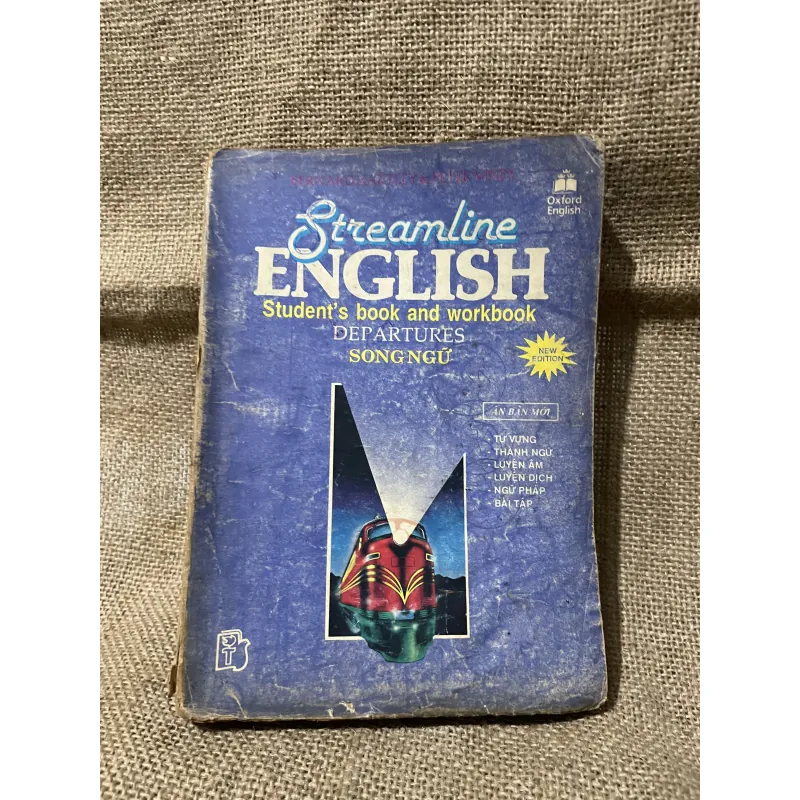 Oxford
English
Streamline
ENGLISH
Student's book and workbook
DEPARTURES
SONG NGỮ
NEW
EDITION
ẤN BẢN MỚI
- TỪ VỰNG
- THÀNH NGỮ
- LUYỆN ÂM
- LUYỆN DỊCH
- NGỮ PHÁP
- BÀI TẬP